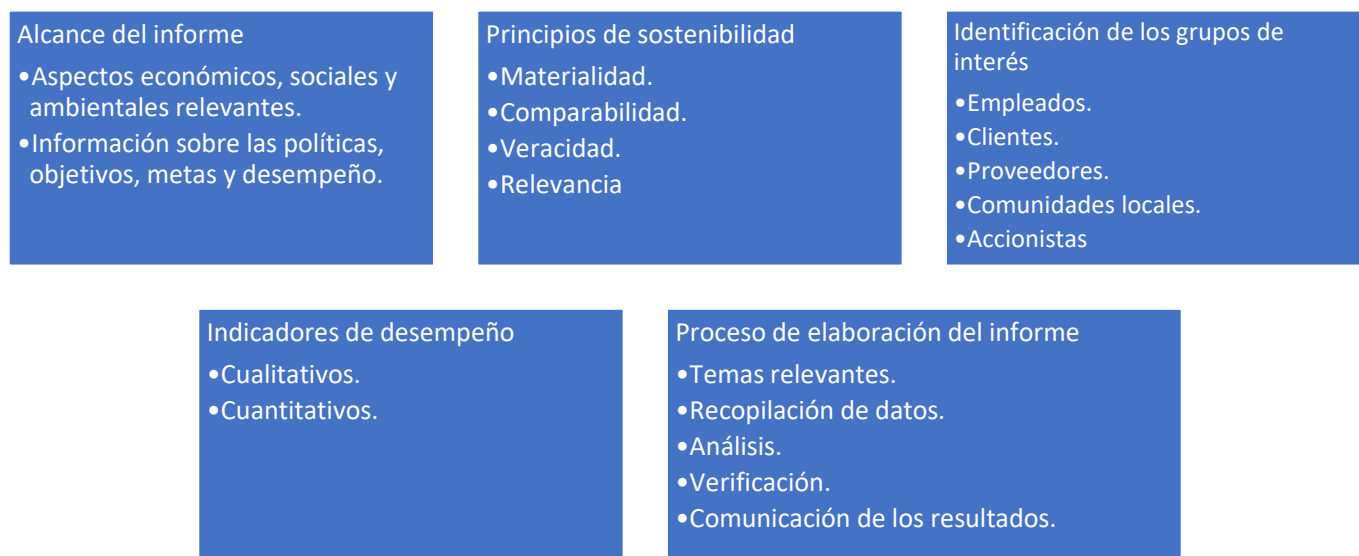 Alcance del informe
•Aspectos económicos, sociales y
ambientales relevantes.
•Información sobre las políticas,
objetivos, metas y desempeño.
Principios de sostenibilidad
•Materialidad.
•Comparabilidad.
•Veracidad.
•Relevancia
Identificación de los grupos de
interés
•Empleados.
•Clientes.
•Proveedores.
•Comunidades locales.
•Accionistas
Indicadores de desempeño
•Cualitativos.
•Cuantitativos.
Proceso de elaboración del informe
•Temas relevantes.
•Recopilación de datos.
•Análisis.
•Verificación.
•Comunicación de los resultados.